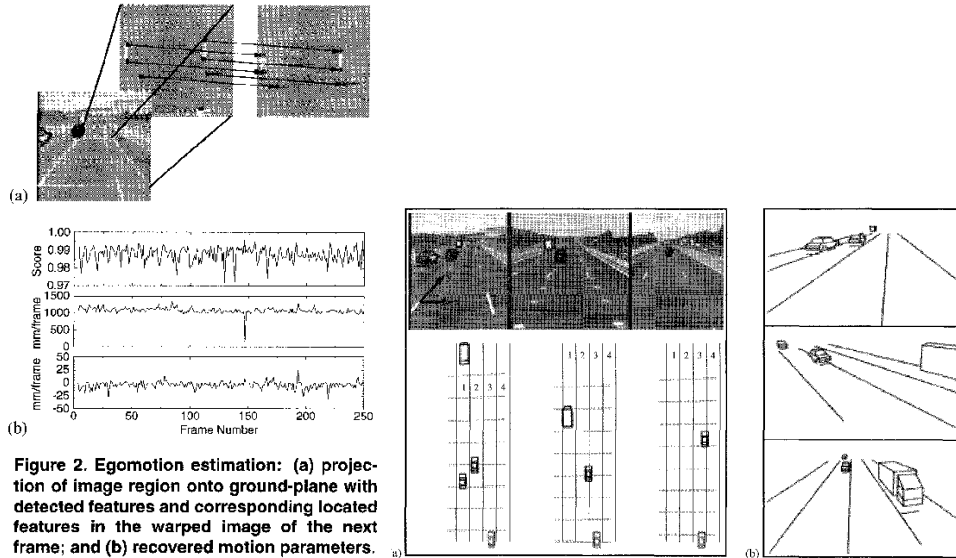 (a)
1.00
0.99
0.98
0.97
Score
1500
1000
500
0
mm/frame
50
25
0
-25
-50
mm/frame
0 50 100 150 200 250
Frame Number
(b)
Figure 2. Egomotion estimation: (a) projec-
tion of image region onto ground-plane with
detected features and corresponding located
features in the warped image of the next
frame; and (b) recovered motion parameters.
1 2 3 4
1 2 3 4
1 2 3 4
a)
(b)